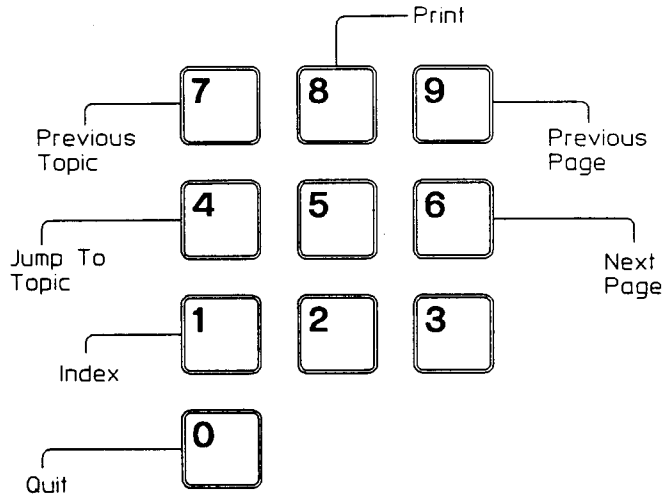 Print
7
8
9
Previous
Topic
Previous
Page
4
5
6
Jump To
Topic
Next
Page
1
2
3
Index
0
Quit